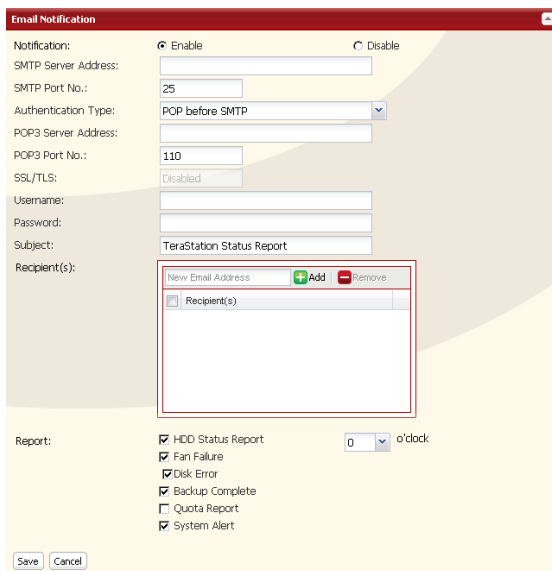 Email Notification
Notification: Enable Disable
SMTP Server Address:
SMTP Port No.: 25
Authentication Type: POP before SMTP
POP3 Server Address:
POP3 Port No.: 110
SSL/TLS: Disabled
Username:
Password:
Subject: TeraStation Status Report
Recipient(s): New Email Address Add Remove
Recipient(s)
Report: HDD Status Report 0 o'clock
Fan Failure
Disk Error
Backup Complete
Quota Report
System Alert
Save Cancel